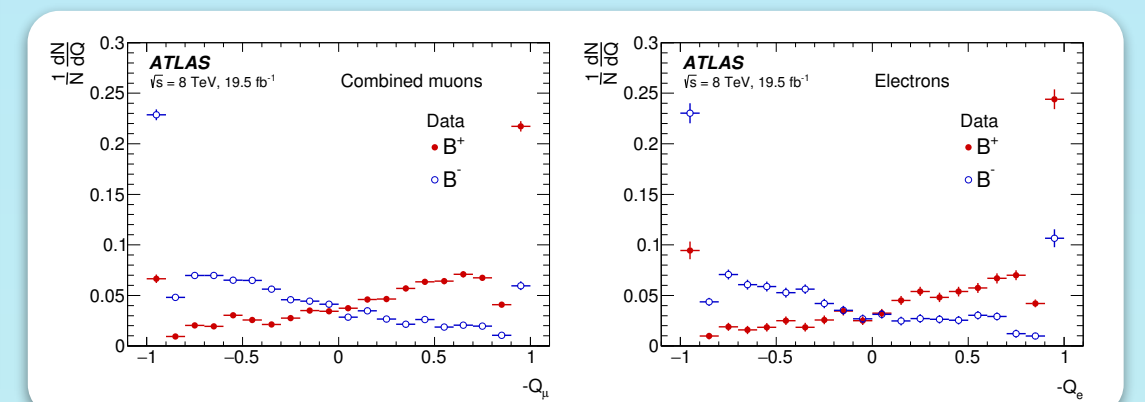 1 dN
N dQ
ATLAS
√s = 8 TeV, 19.5 fb⁻¹
Combined muons
Data
B⁺
B⁻
0.3
0.25
0.2
0.15
0.1
0.05
0
−1 −0.5 0 0.5 1
-Qμ
1 dN
N dQ
ATLAS
√s = 8 TeV, 19.5 fb⁻¹
Electrons
Data
B⁺
B⁻
0.3
0.25
0.2
0.15
0.1
0.05
0
−1 −0.5 0 0.5 1
-Qe